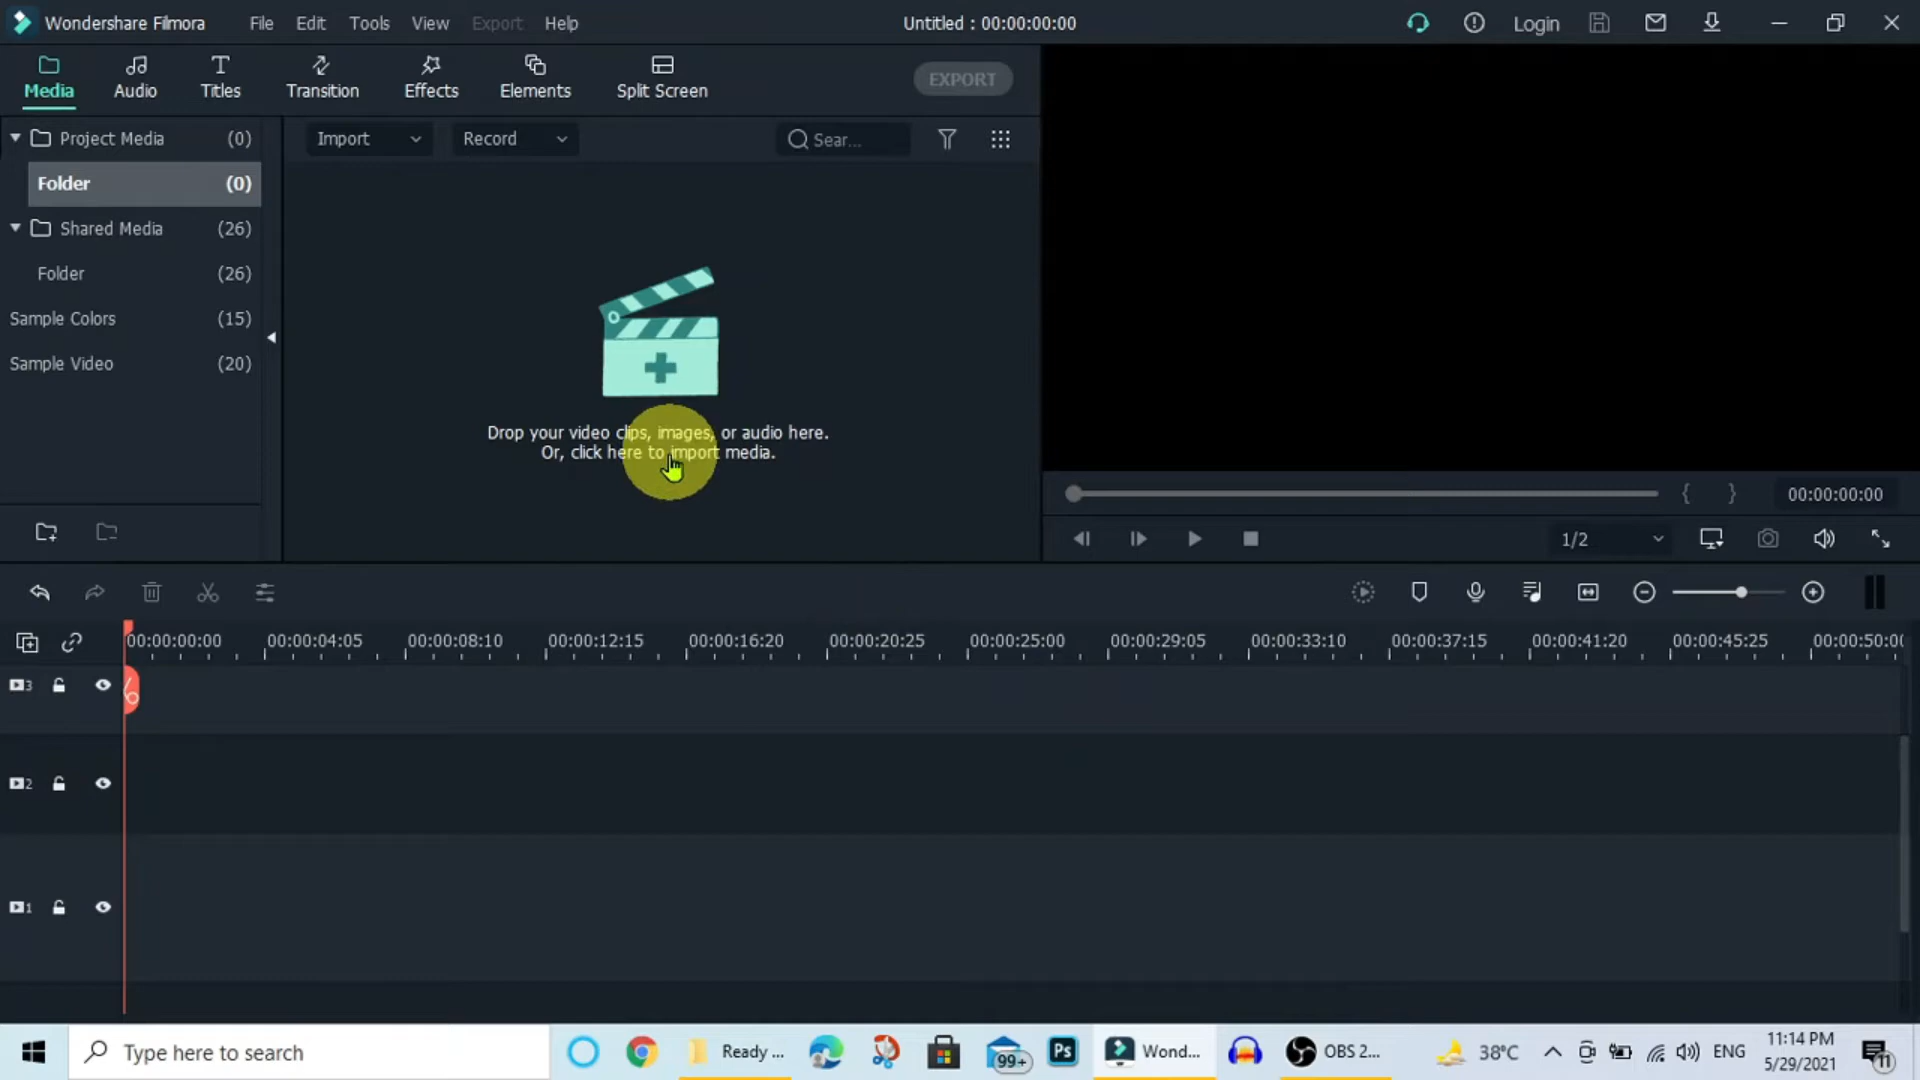 Wondershare Filmora File Edit Tools View Export Help Untitled : 00:00:00:00 Login
Media Audio Titles Transition Effects Elements Split Screen EXPORT
Project Media (0)
Folder (0)
Shared Media (26)
Folder (26)
Sample Colors (15)
Sample Video (20)
Import Record Sear...
Drop your video clips, images, or audio here.
Or, click here to import media.
{ } 00:00:00:00
1/2
00:00:00:00 00:00:04:05 00:00:08:10 00:00:12:15 00:00:16:20 00:00:20:25 00:00:25:00 00:00:29:05 00:00:33:10 00:00:37:15 00:00:41:20 00:00:45:25 00:00:50:0
3
2
1
Type here to search Ready ... 99+ Ps Wond... OBS 2... 38°C ENG 11:14 PM
5/29/2021 11